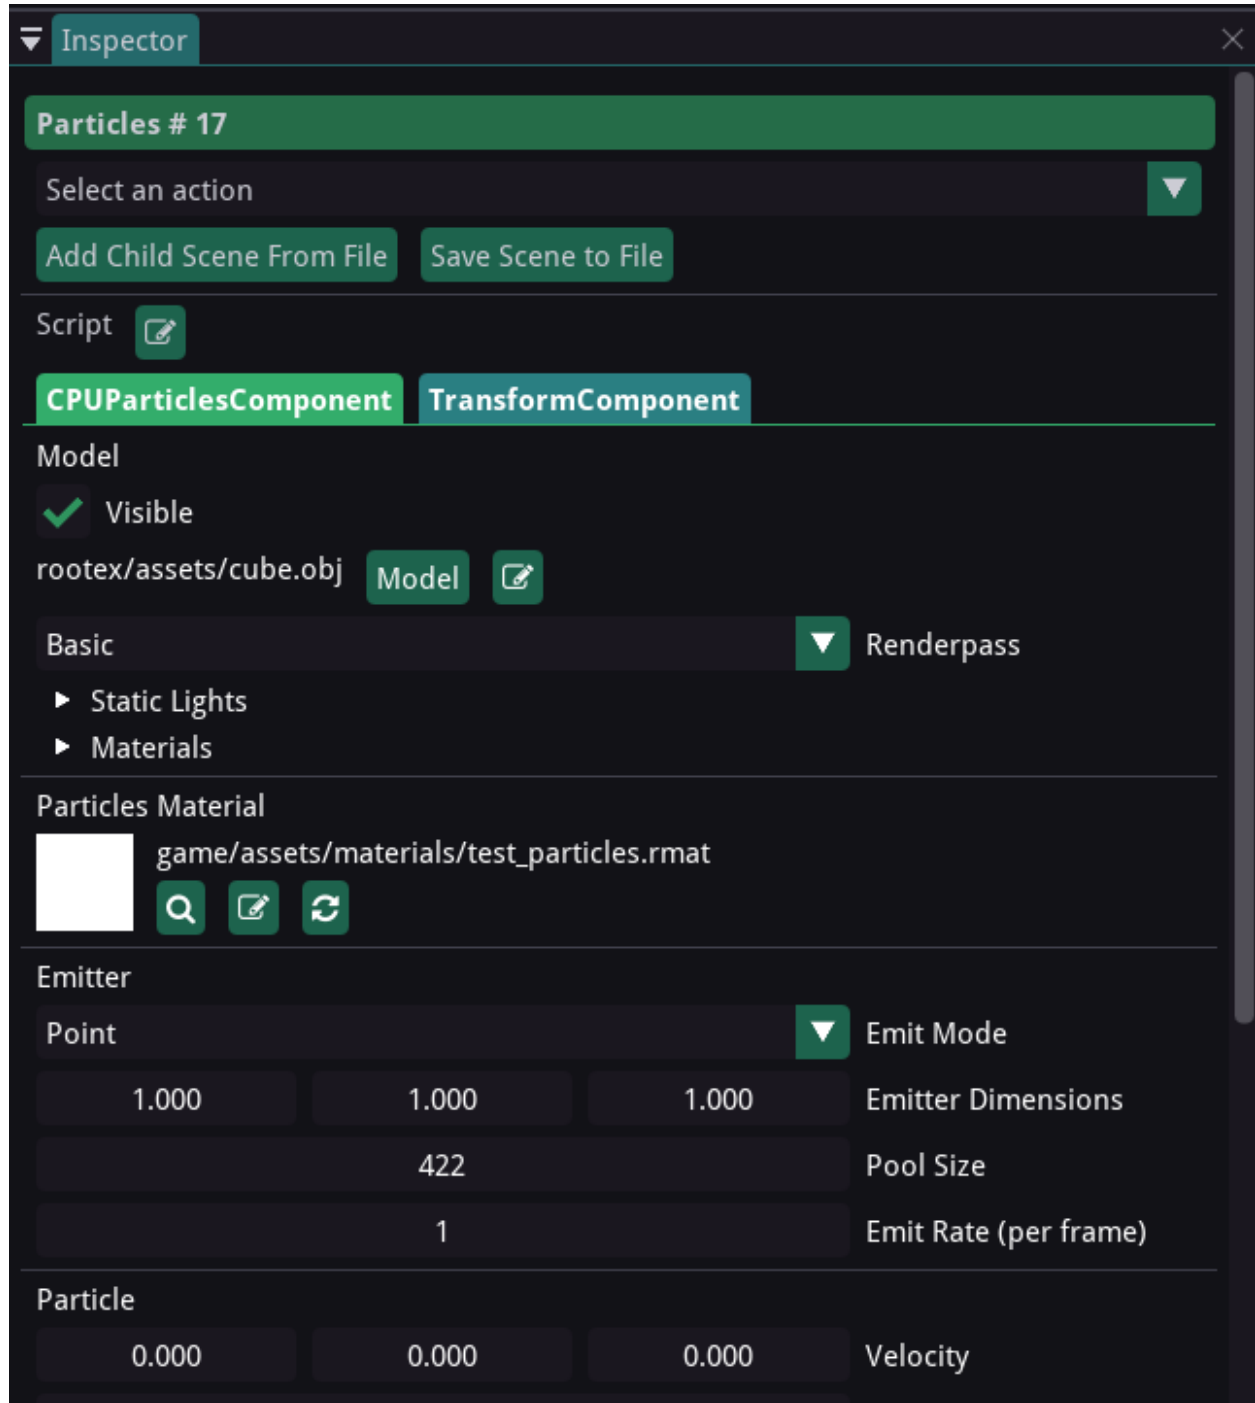 Inspector
Particles # 17
Select an action
Add Child Scene From File Save Scene to File
Script
CPUParticlesComponent TransformComponent
Model
Visible
rootex/assets/cube.obj Model
Basic Renderpass
Static Lights
Materials
Particles Material
game/assets/materials/test_particles.rmat
Emitter
Point Emit Mode
1.000 1.000 1.000 Emitter Dimensions
422 Pool Size
1 Emit Rate (per frame)
Particle
0.000 0.000 0.000 Velocity